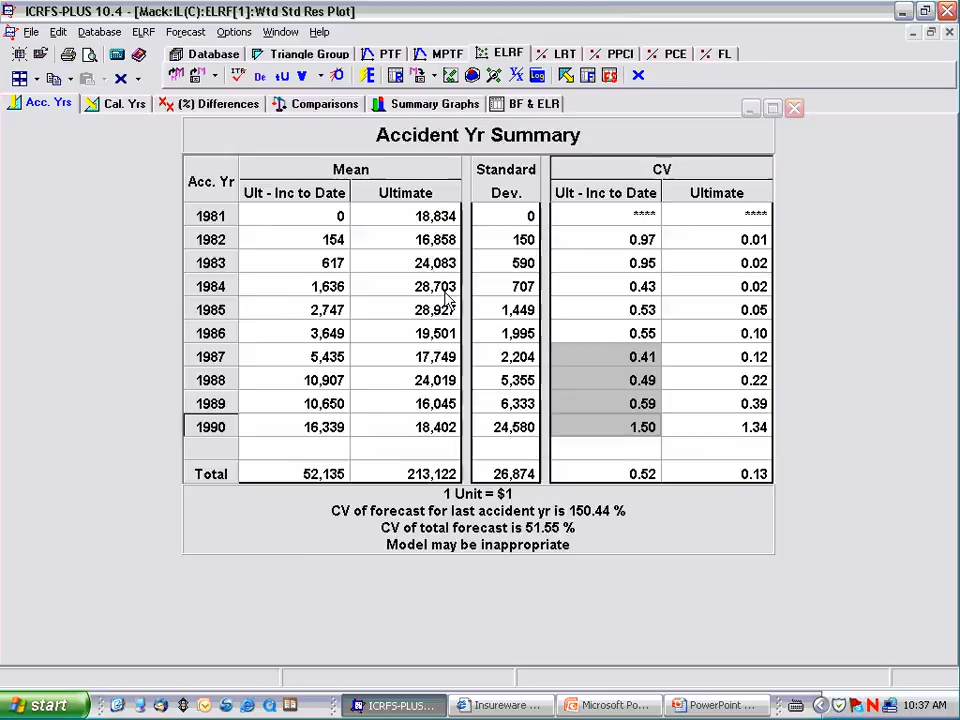 ICRFS-PLUS 10.4 - [Mack:IL(C):ELRF[1]:Wtd Std Res Plot]
File Edit Database ELRF Forecast Options Window Help
Database Triangle Group PTF MPTF ELRF LRT PPCI PCE FL
Acc. Yrs Cal. Yrs (%) Differences Comparisons Summary Graphs BF & ELR
Accident Yr Summary
Acc. Yr Mean Standard Dev. CV
Ult - Inc to Date Ultimate Ult - Inc to Date Ultimate
1981 0 18,834 0 **** ****
1982 154 16,858 150 0.97 0.01
1983 617 24,083 590 0.95 0.02
1984 1,636 28,703 707 0.43 0.02
1985 2,747 28,927 1,449 0.53 0.05
1986 3,649 19,501 1,995 0.55 0.10
1987 5,435 17,749 2,204 0.41 0.12
1988 10,907 24,019 5,355 0.49 0.22
1989 10,650 16,045 6,333 0.59 0.39
1990 16,339 18,402 24,580 1.50 1.34
Total 52,135 213,122 26,874 0.52 0.13
1 Unit = $1
CV of forecast for last accident yr is 150.44 %
CV of total forecast is 51.55 %
Model may be inappropriate
start ICRFS-PLUS... Insureware ... Microsoft Po... PowerPoint ... 10:37 AM